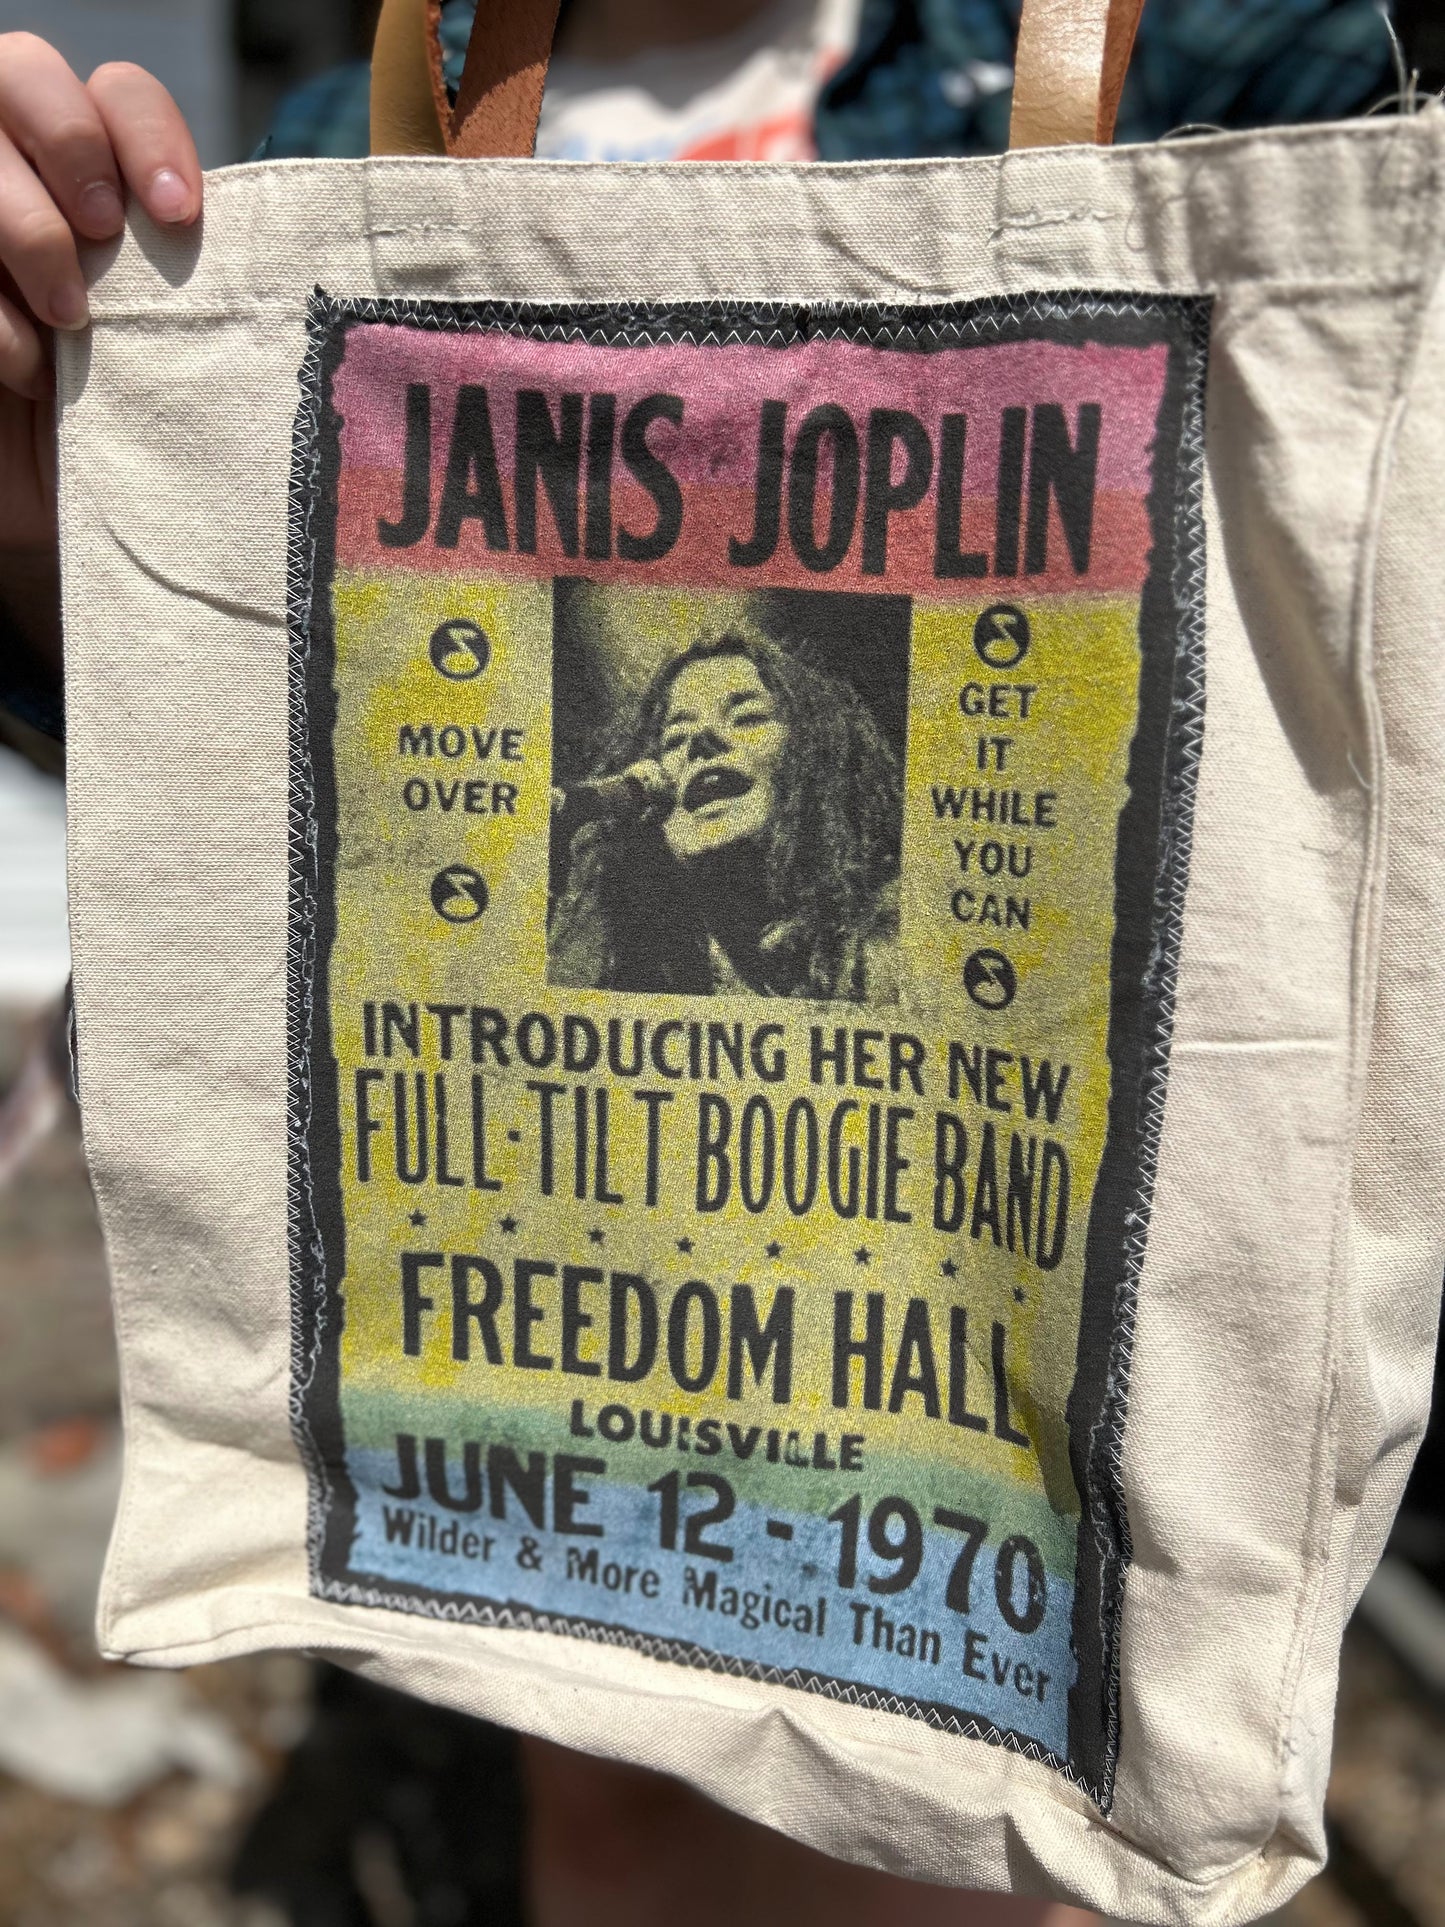 JANIS JOPLIN
MOVE
OVER
GET
IT
WHILE
YOU
CAN
INTRODUCING HER NEW
FULL·TILT BOOGIE BAND
FREEDOM HALL
LOUISVILLE
JUNE 12 - 1970
Wilder & More Magical Than Ever